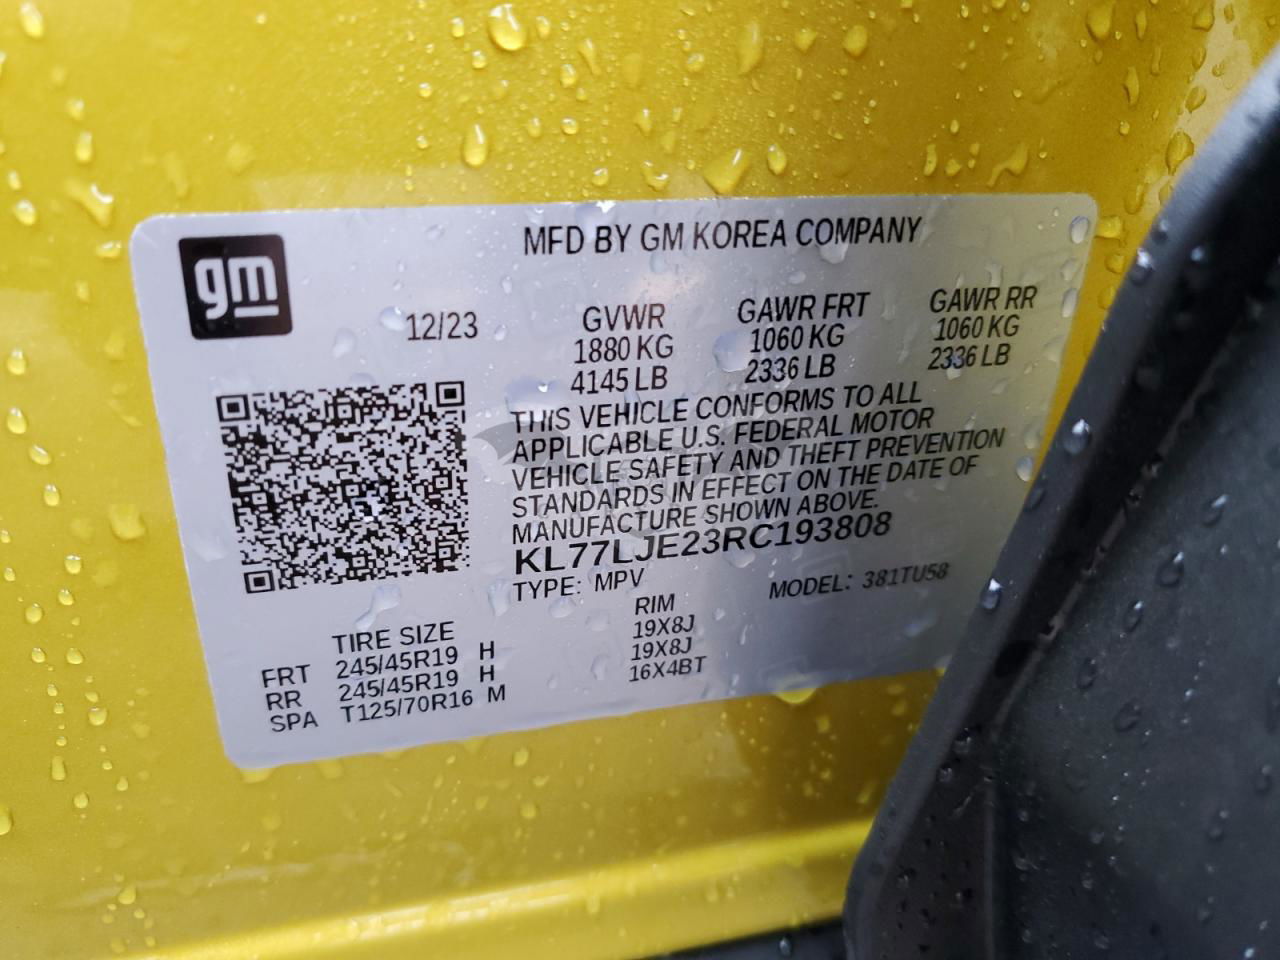 gm
MFD BY GM KOREA COMPANY
12/23
GVWR GAWR FRT GAWR RR
1880 KG 1060 KG 1060 KG
4145 LB 2336 LB 2336 LB
THIS VEHICLE CONFORMS TO ALL
APPLICABLE U.S. FEDERAL MOTOR
VEHICLE SAFETY AND THEFT PREVENTION
STANDARDS IN EFFECT ON THE DATE OF
MANUFACTURE SHOWN ABOVE.
KL77LJE23RC193808
TYPE: MPV MODEL: 381TU58
TIRE SIZE RIM
FRT 245/45R19 H 19X8J
RR 245/45R19 H 19X8J
SPA T125/70R16 M 16X4BT